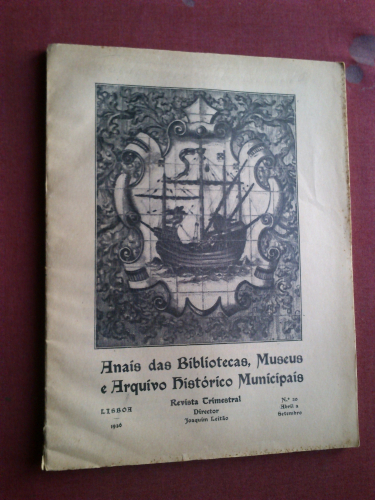 Anais das Bibliotecas, Museus
e Arquivo Histórico Municipais
Revista Trimestral
LISBOA
1936
Director
Joaquim Leitão
N.º 20
Abril a
Setembro